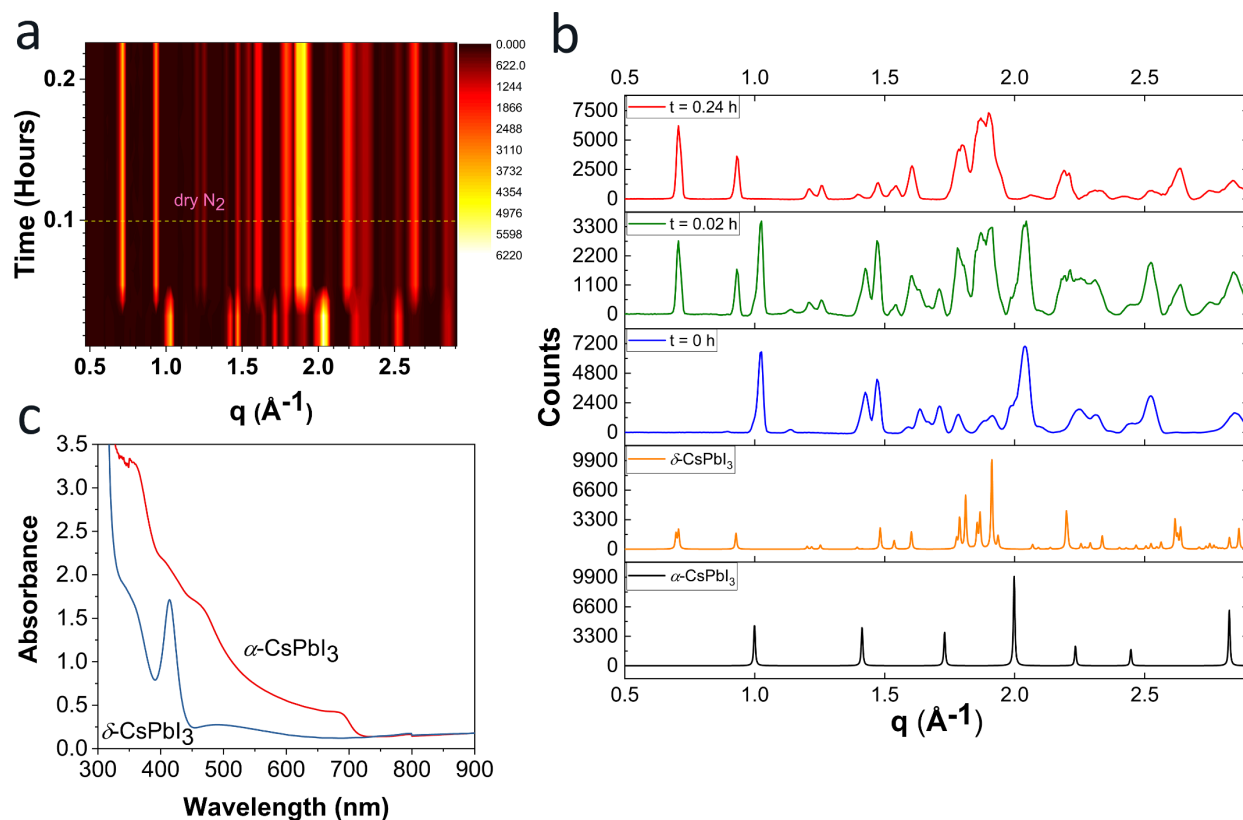 a
Time (Hours)
0.2
0.1
dry N2
0.5 1.0 1.5 2.0 2.5
q (Å-1)
0.000
622.0
1244
1866
2488
3110
3732
4354
4976
5598
6220
b
0.5 1.0 1.5 2.0 2.5
Counts
t = 0.24 h
7500
5000
2500
0
t = 0.02 h
3300
2200
1100
0
t = 0 h
7200
4800
2400
0
δ-CsPbI3
9900
6600
3300
0
α-CsPbI3
9900
6600
3300
0
0.5 1.0 1.5 2.0 2.5
q (Å-1)
c
Absorbance
3.5
3.0
2.5
2.0
1.5
1.0
0.5
0.0
α-CsPbI3
δ-CsPbI3
300 400 500 600 700 800 900
Wavelength (nm)